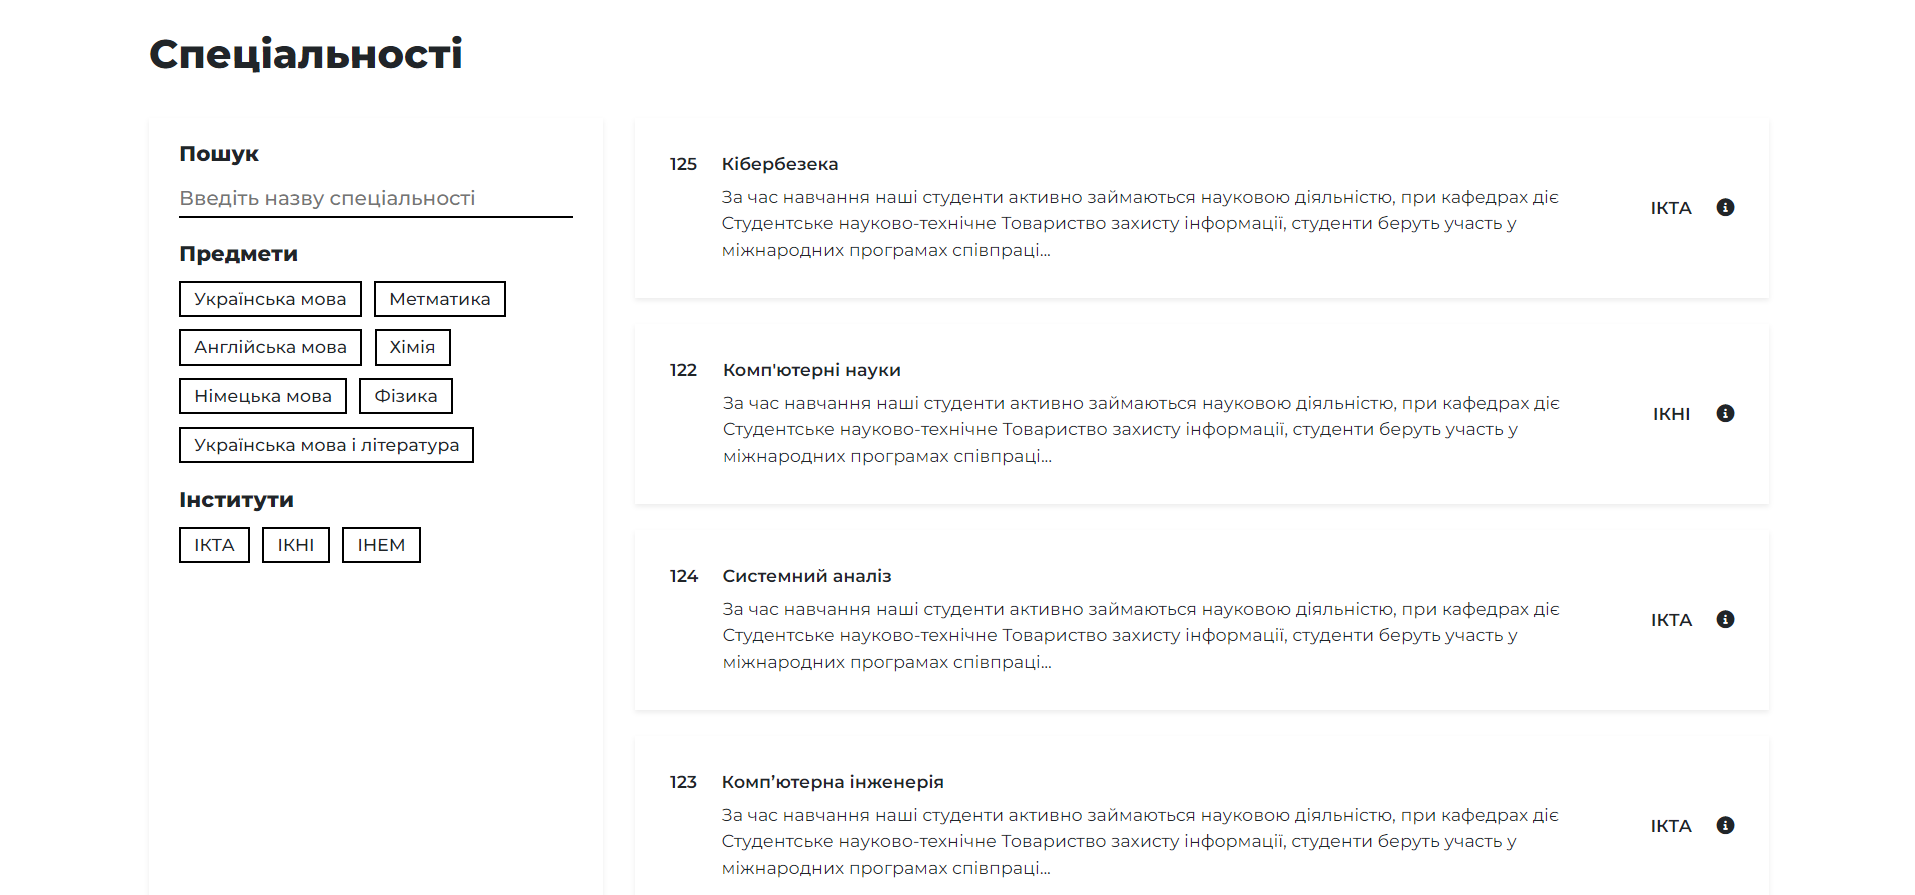 Спеціальності
Пошук
Введіть назву спеціальності
Предмети
Українська мова
Метматика
Англійська мова
Хімія
Німецька мова
Фізика
Українська мова і література
Інститути
ІКТА
ІКНІ
ІНЕМ
125 Кібербезека
За час навчання наші студенти активно займаються науковою діяльністю, при кафедрах діє
Студентське науково-технічне Товариство захисту інформації, студенти беруть участь у
міжнародних програмах співпраці...
ІКТА
122 Комп'ютерні науки
За час навчання наші студенти активно займаються науковою діяльністю, при кафедрах діє
Студентське науково-технічне Товариство захисту інформації, студенти беруть участь у
міжнародних програмах співпраці...
ІКНІ
124 Системний аналіз
За час навчання наші студенти активно займаються науковою діяльністю, при кафедрах діє
Студентське науково-технічне Товариство захисту інформації, студенти беруть участь у
міжнародних програмах співпраці...
ІКТА
123 Комп’ютерна інженерія
За час навчання наші студенти активно займаються науковою діяльністю, при кафедрах діє
Студентське науково-технічне Товариство захисту інформації, студенти беруть участь у
міжнародних програмах співпраці...
ІКТА